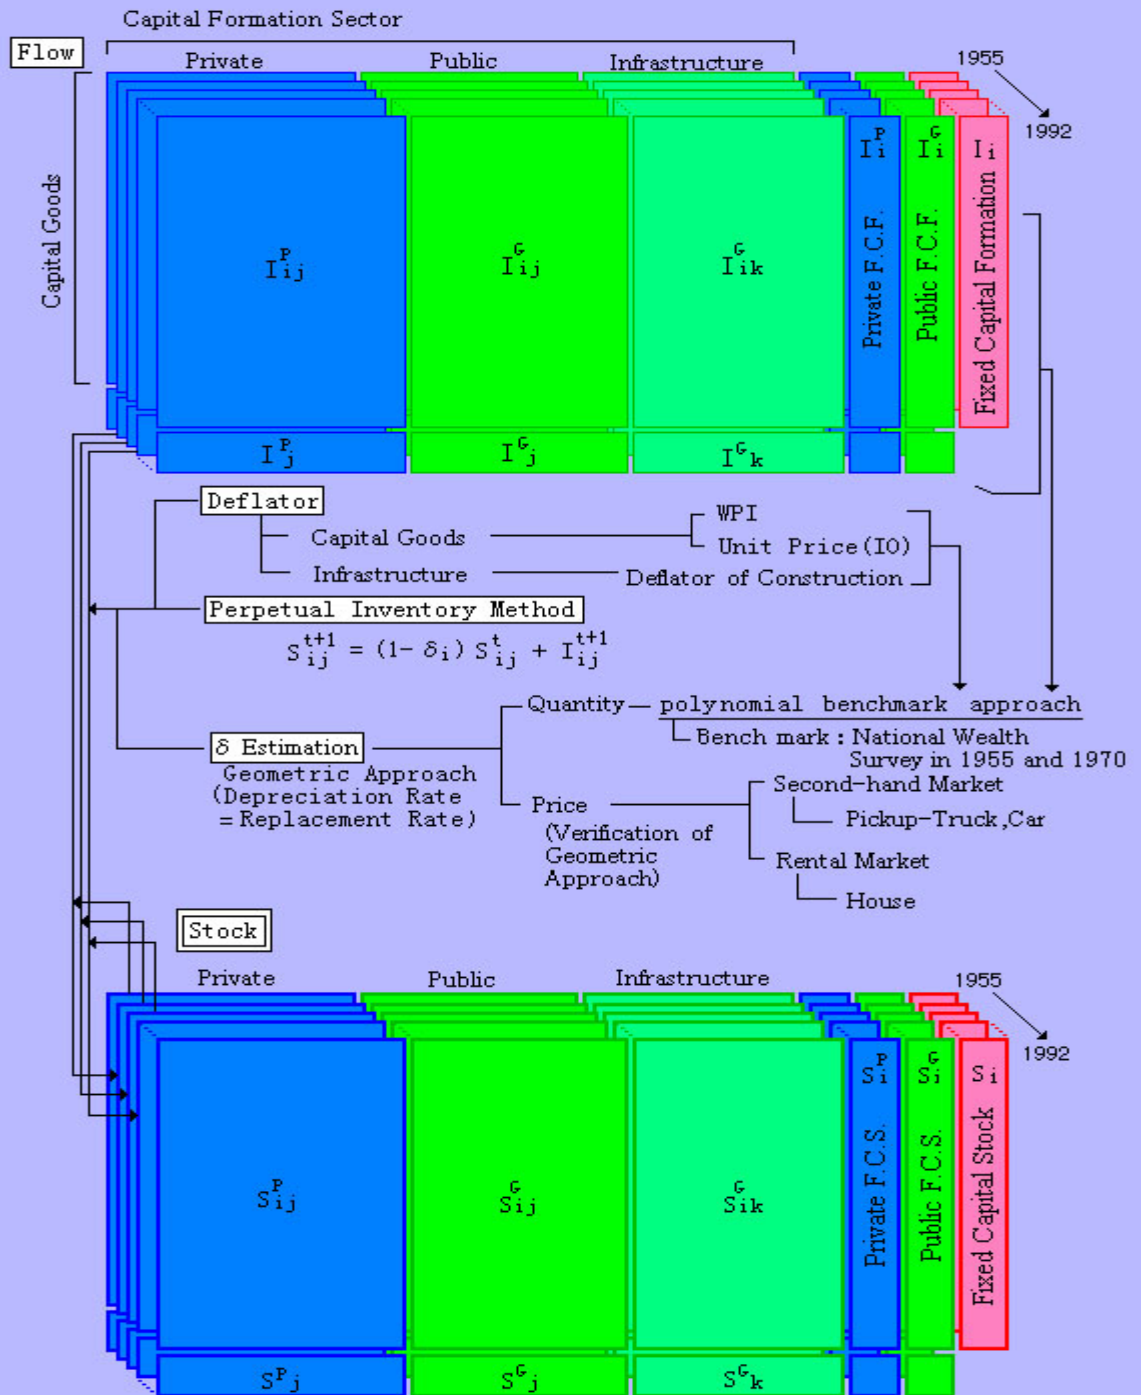 Capital Formation Sector
Flow
Private Public Infrastructure 1955
1992
Capital Goods
I^P_ij I^G_ij I^G_ik
I^P_i I^G_i I_i
Private F.C.F.
Public F.C.F.
Fixed Capital Formation
I^P_j I^G_j I^G_k
Deflator
WPI
Capital Goods Unit Price(IO)
Infrastructure Deflator of Construction
Perpetual Inventory Method
S^t+1_ij = (1- δi) S^t_ij + I^t+1_ij
Quantity polynomial benchmark approach
Bench mark : National Wealth
Survey in 1955 and 1970
δ Estimation
Geometric Approach
(Depreciation Rate
=Replacement Rate)
Price
(Verification of
Geometric
Approach)
Second-hand Market
Pickup-Truck,Car
Rental Market
House
Stock
Private Public Infrastructure 1955
1992
S^P_ij S^G_ij S^G_ik
S^P_i S^G_i S_i
Private F.C.S.
Public F.C.S.
Fixed Capital Stock
S^P_j S^G_j S^G_k